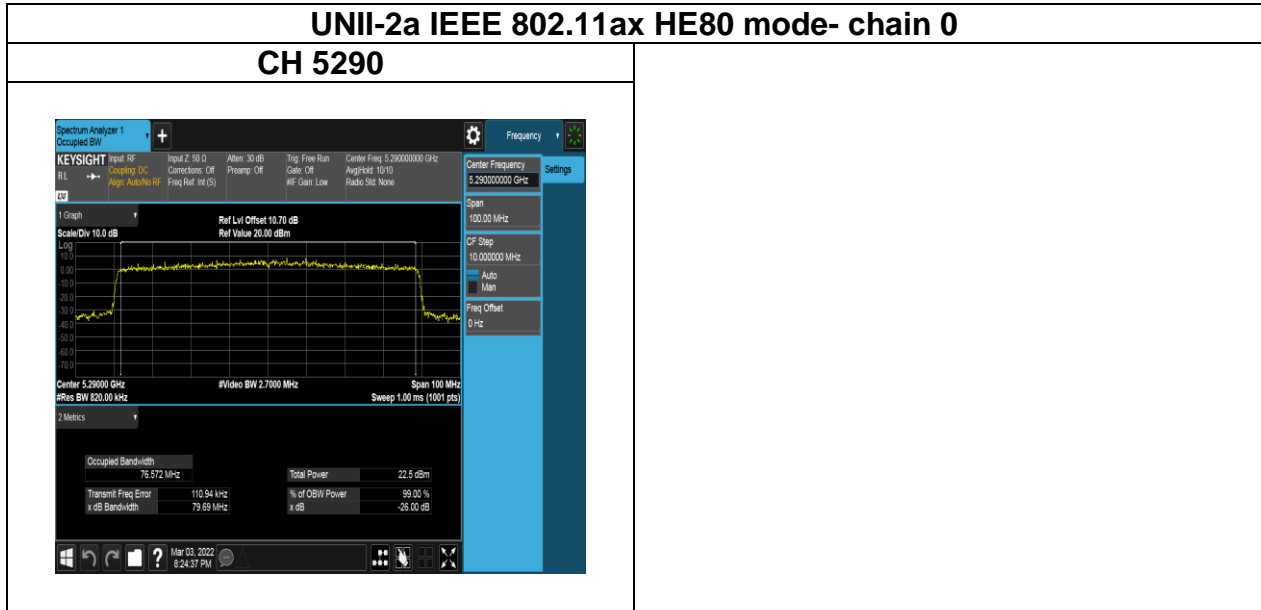 UNII-2a IEEE 802.11ax HE80 mode- chain 0
CH 5290
Spectrum Analyzer 1
Occupied BW
+
Frequency
KEYSIGHT
RL
LXI
Input: RF
Coupling: DC
Align: Auto/No RF
Input Z: 50 Ω
Corrections: Off
Freq Ref: Int (S)
Atten: 30 dB
Preamp: Off
Trig: Free Run
Gate: Off
#IF Gain: Low
Center Freq: 5.290000000 GHz
Avg|Hold: 10/10
Radio Std: None
Center Frequency
5.290000000 GHz
Settings
Span
100.00 MHz
CF Step
10.000000 MHz
Auto
Man
Freq Offset
0 Hz
1 Graph
Scale/Div 10.0 dB
Ref Lvl Offset 10.70 dB
Ref Value 20.00 dBm
Log
10.0
0.00
-10.0
-20.0
-30.0
-40.0
-50.0
-60.0
-70.0
Center 5.29000 GHz
#Video BW 2.7000 MHz
Span 100 MHz
#Res BW 820.00 kHz
Sweep 1.00 ms (1001 pts)
2 Metrics
Occupied Bandwidth
76.572 MHz
Total Power 22.5 dBm
Transmit Freq Error 110.94 kHz
% of OBW Power 99.00 %
x dB Bandwidth 79.69 MHz
x dB -26.00 dB
?
Mar 03, 2022
8:24:37 PM